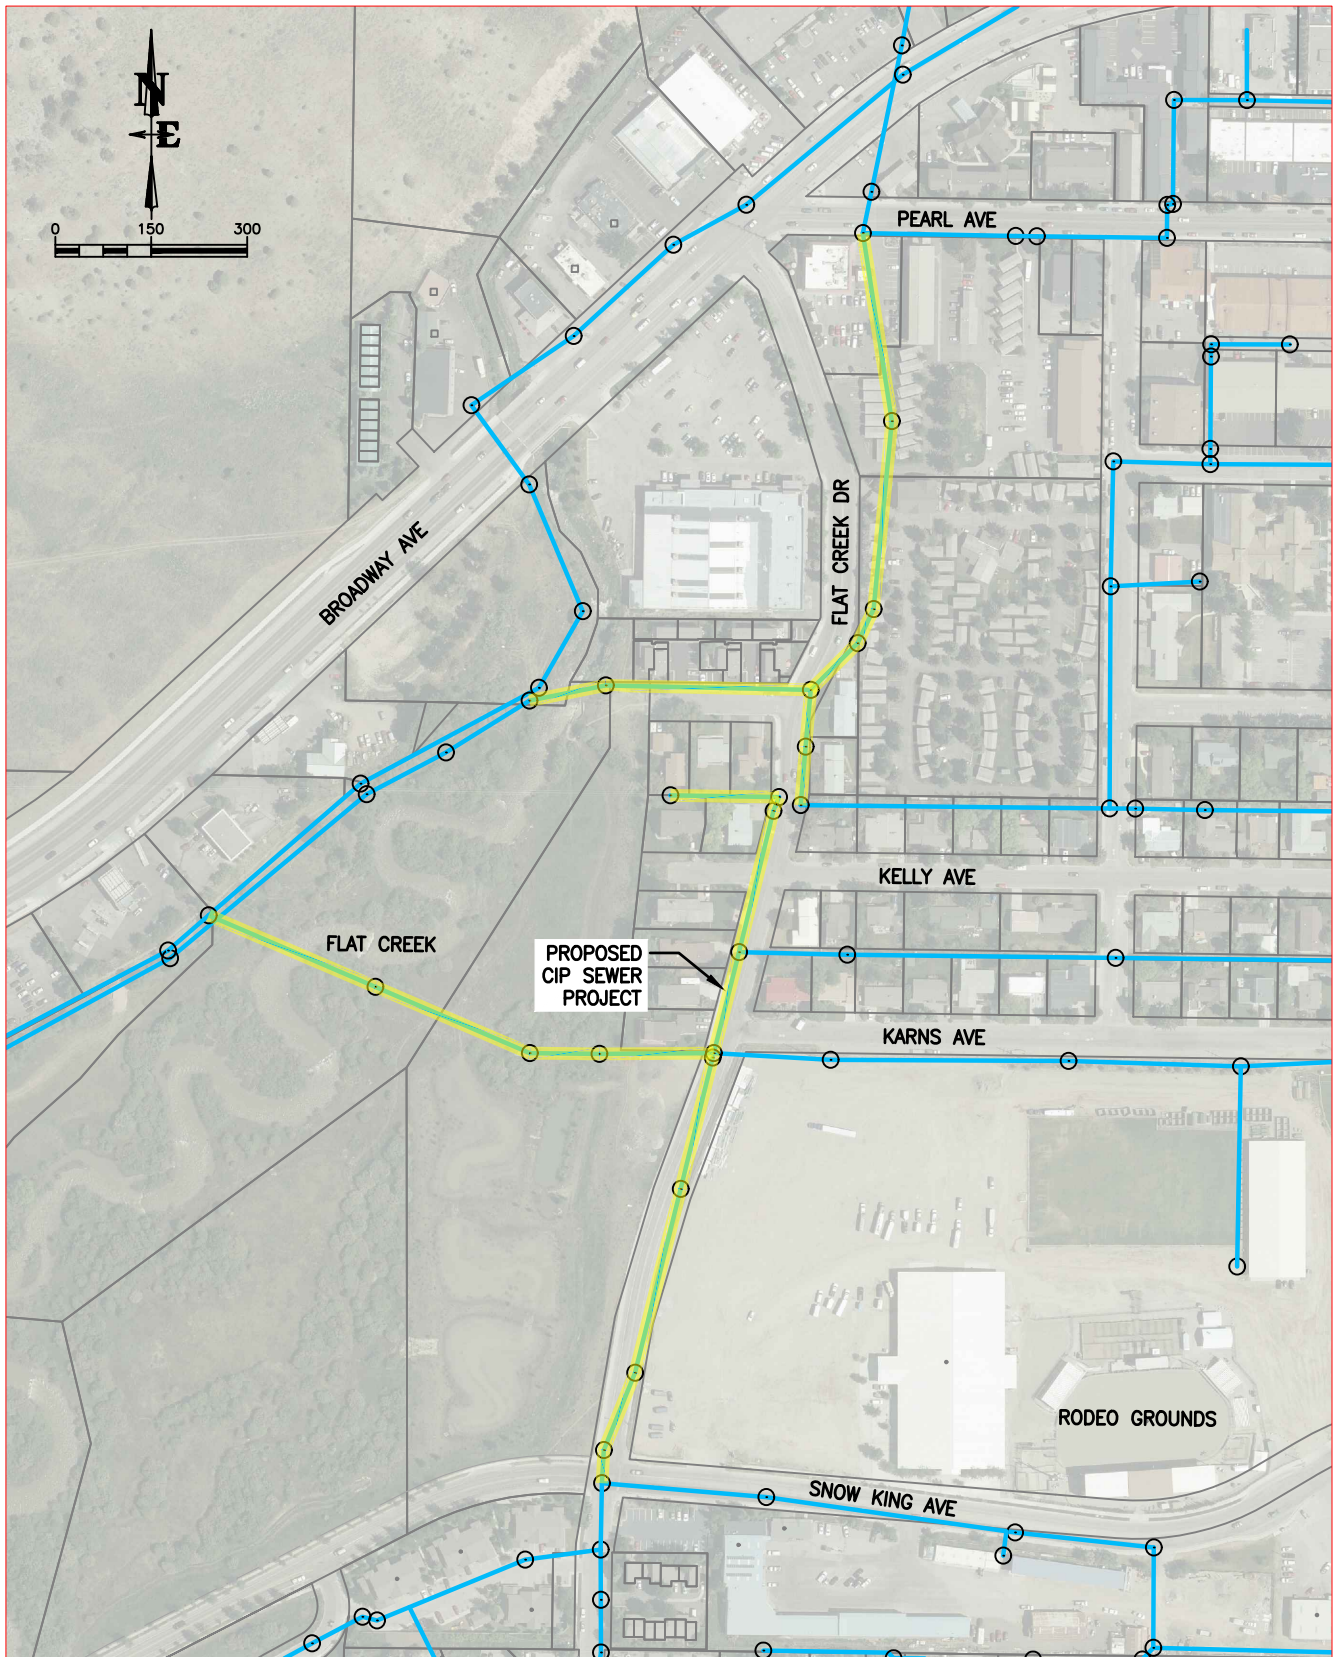 N
E
0 150 300
PEARL AVE
BROADWAY AVE
FLAT CREEK DR
KELLY AVE
FLAT CREEK
PROPOSED
CIP SEWER
PROJECT
KARNS AVE
RODEO GROUNDS
SNOW KING AVE